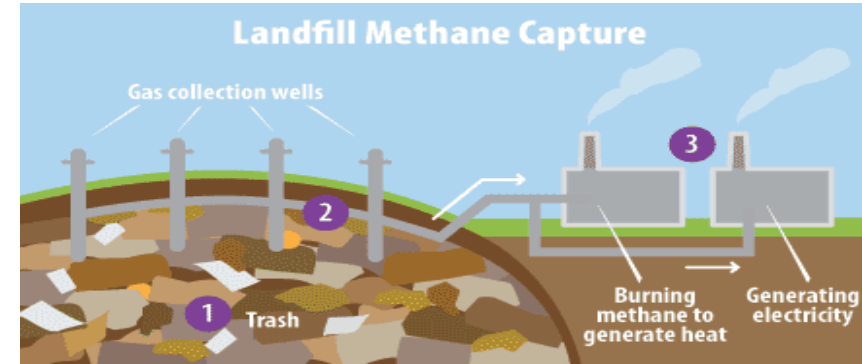 Landfill Methane Capture
Gas collection wells
3
2
1
Trash
Burning
methane to
generate heat
Generating
electricity